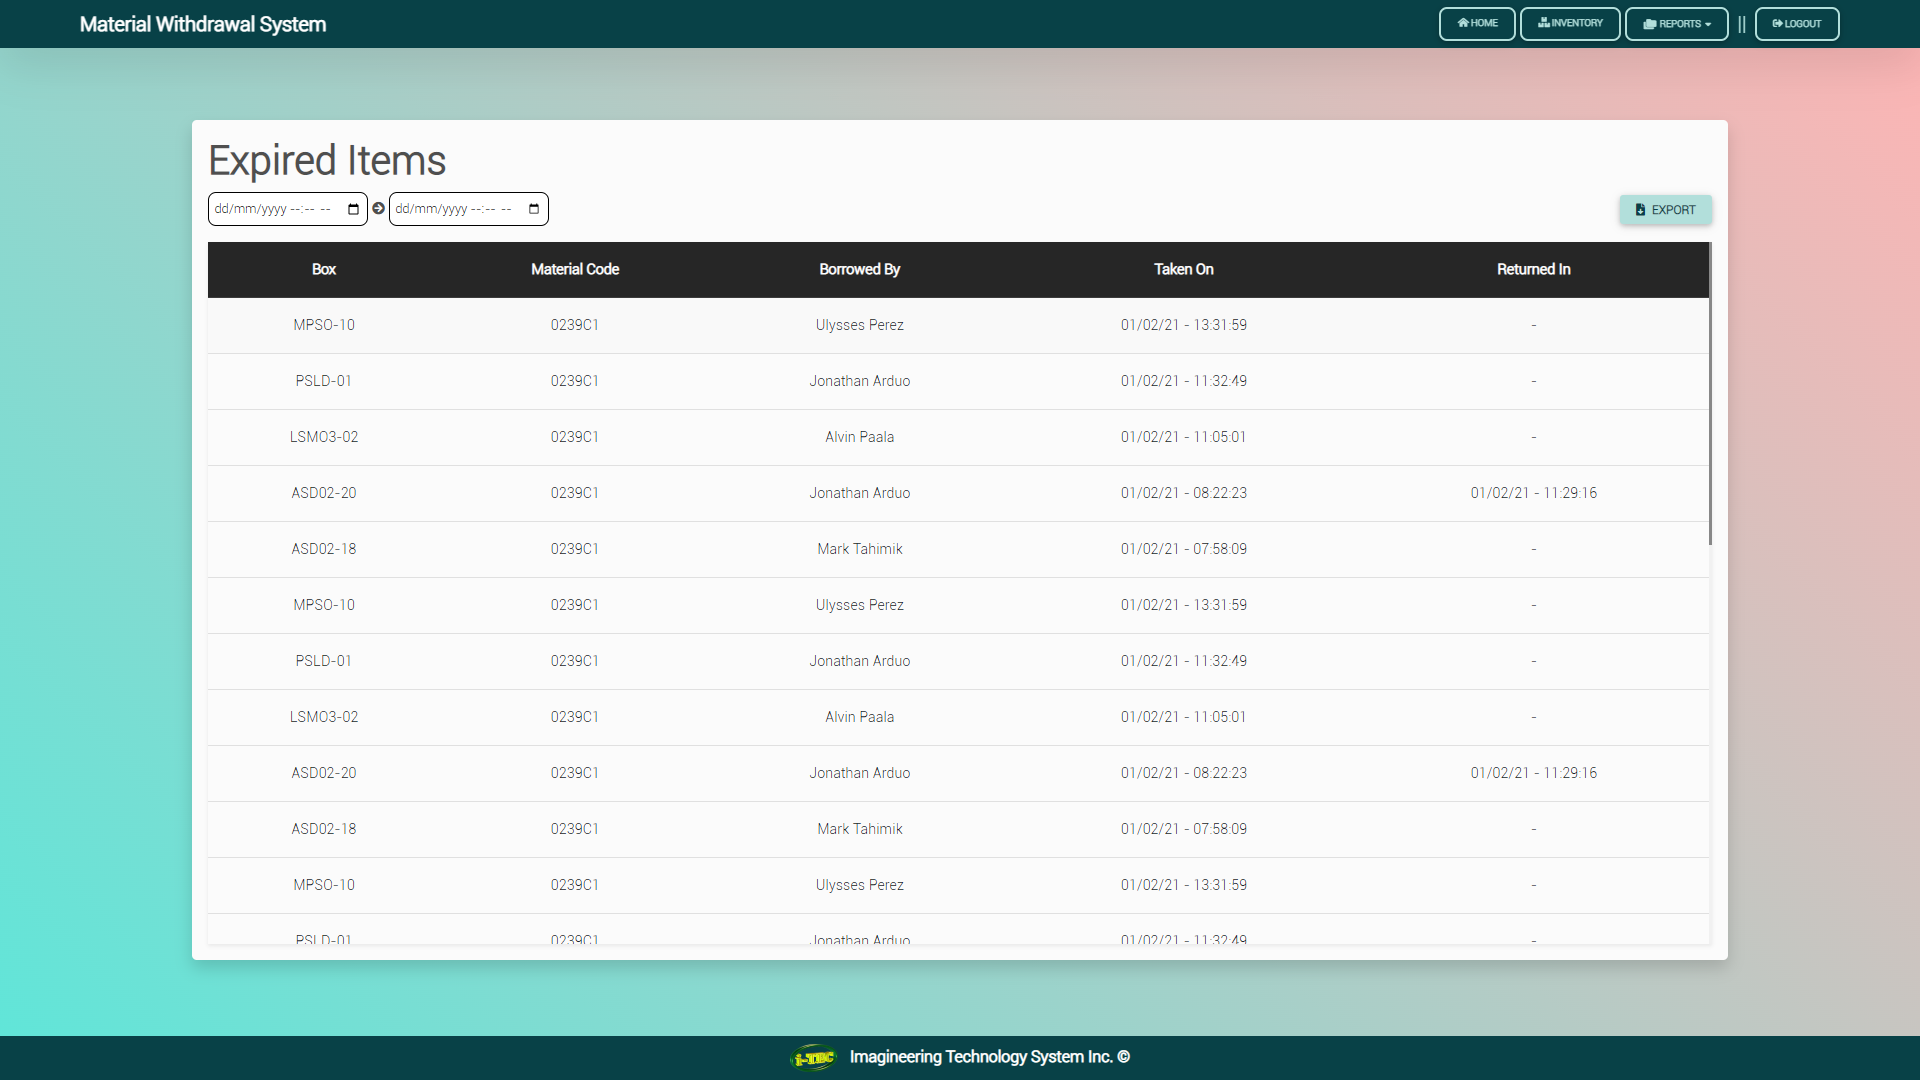 Material Withdrawal System HOME INVENTORY REPORTS || LOGOUT
Expired Items
dd/mm/yyyy --:-- -- dd/mm/yyyy --:-- -- EXPORT
Box Material Code Borrowed By Taken On Returned In
MPSO-10 0239C1 Ulysses Perez 01/02/21 - 13:31:59 -
PSLD-01 0239C1 Jonathan Arduo 01/02/21 - 11:32:49 -
LSMO3-02 0239C1 Alvin Paala 01/02/21 - 11:05:01 -
ASD02-20 0239C1 Jonathan Arduo 01/02/21 - 08:22:23 01/02/21 - 11:29:16
ASD02-18 0239C1 Mark Tahimik 01/02/21 - 07:58:09 -
MPSO-10 0239C1 Ulysses Perez 01/02/21 - 13:31:59 -
PSLD-01 0239C1 Jonathan Arduo 01/02/21 - 11:32:49 -
LSMO3-02 0239C1 Alvin Paala 01/02/21 - 11:05:01 -
ASD02-20 0239C1 Jonathan Arduo 01/02/21 - 08:22:23 01/02/21 - 11:29:16
ASD02-18 0239C1 Mark Tahimik 01/02/21 - 07:58:09 -
MPSO-10 0239C1 Ulysses Perez 01/02/21 - 13:31:59 -
PSLD-01 0239C1 Jonathan Arduo 01/02/21 - 11:32:49 -
Imagineering Technology System Inc. ©